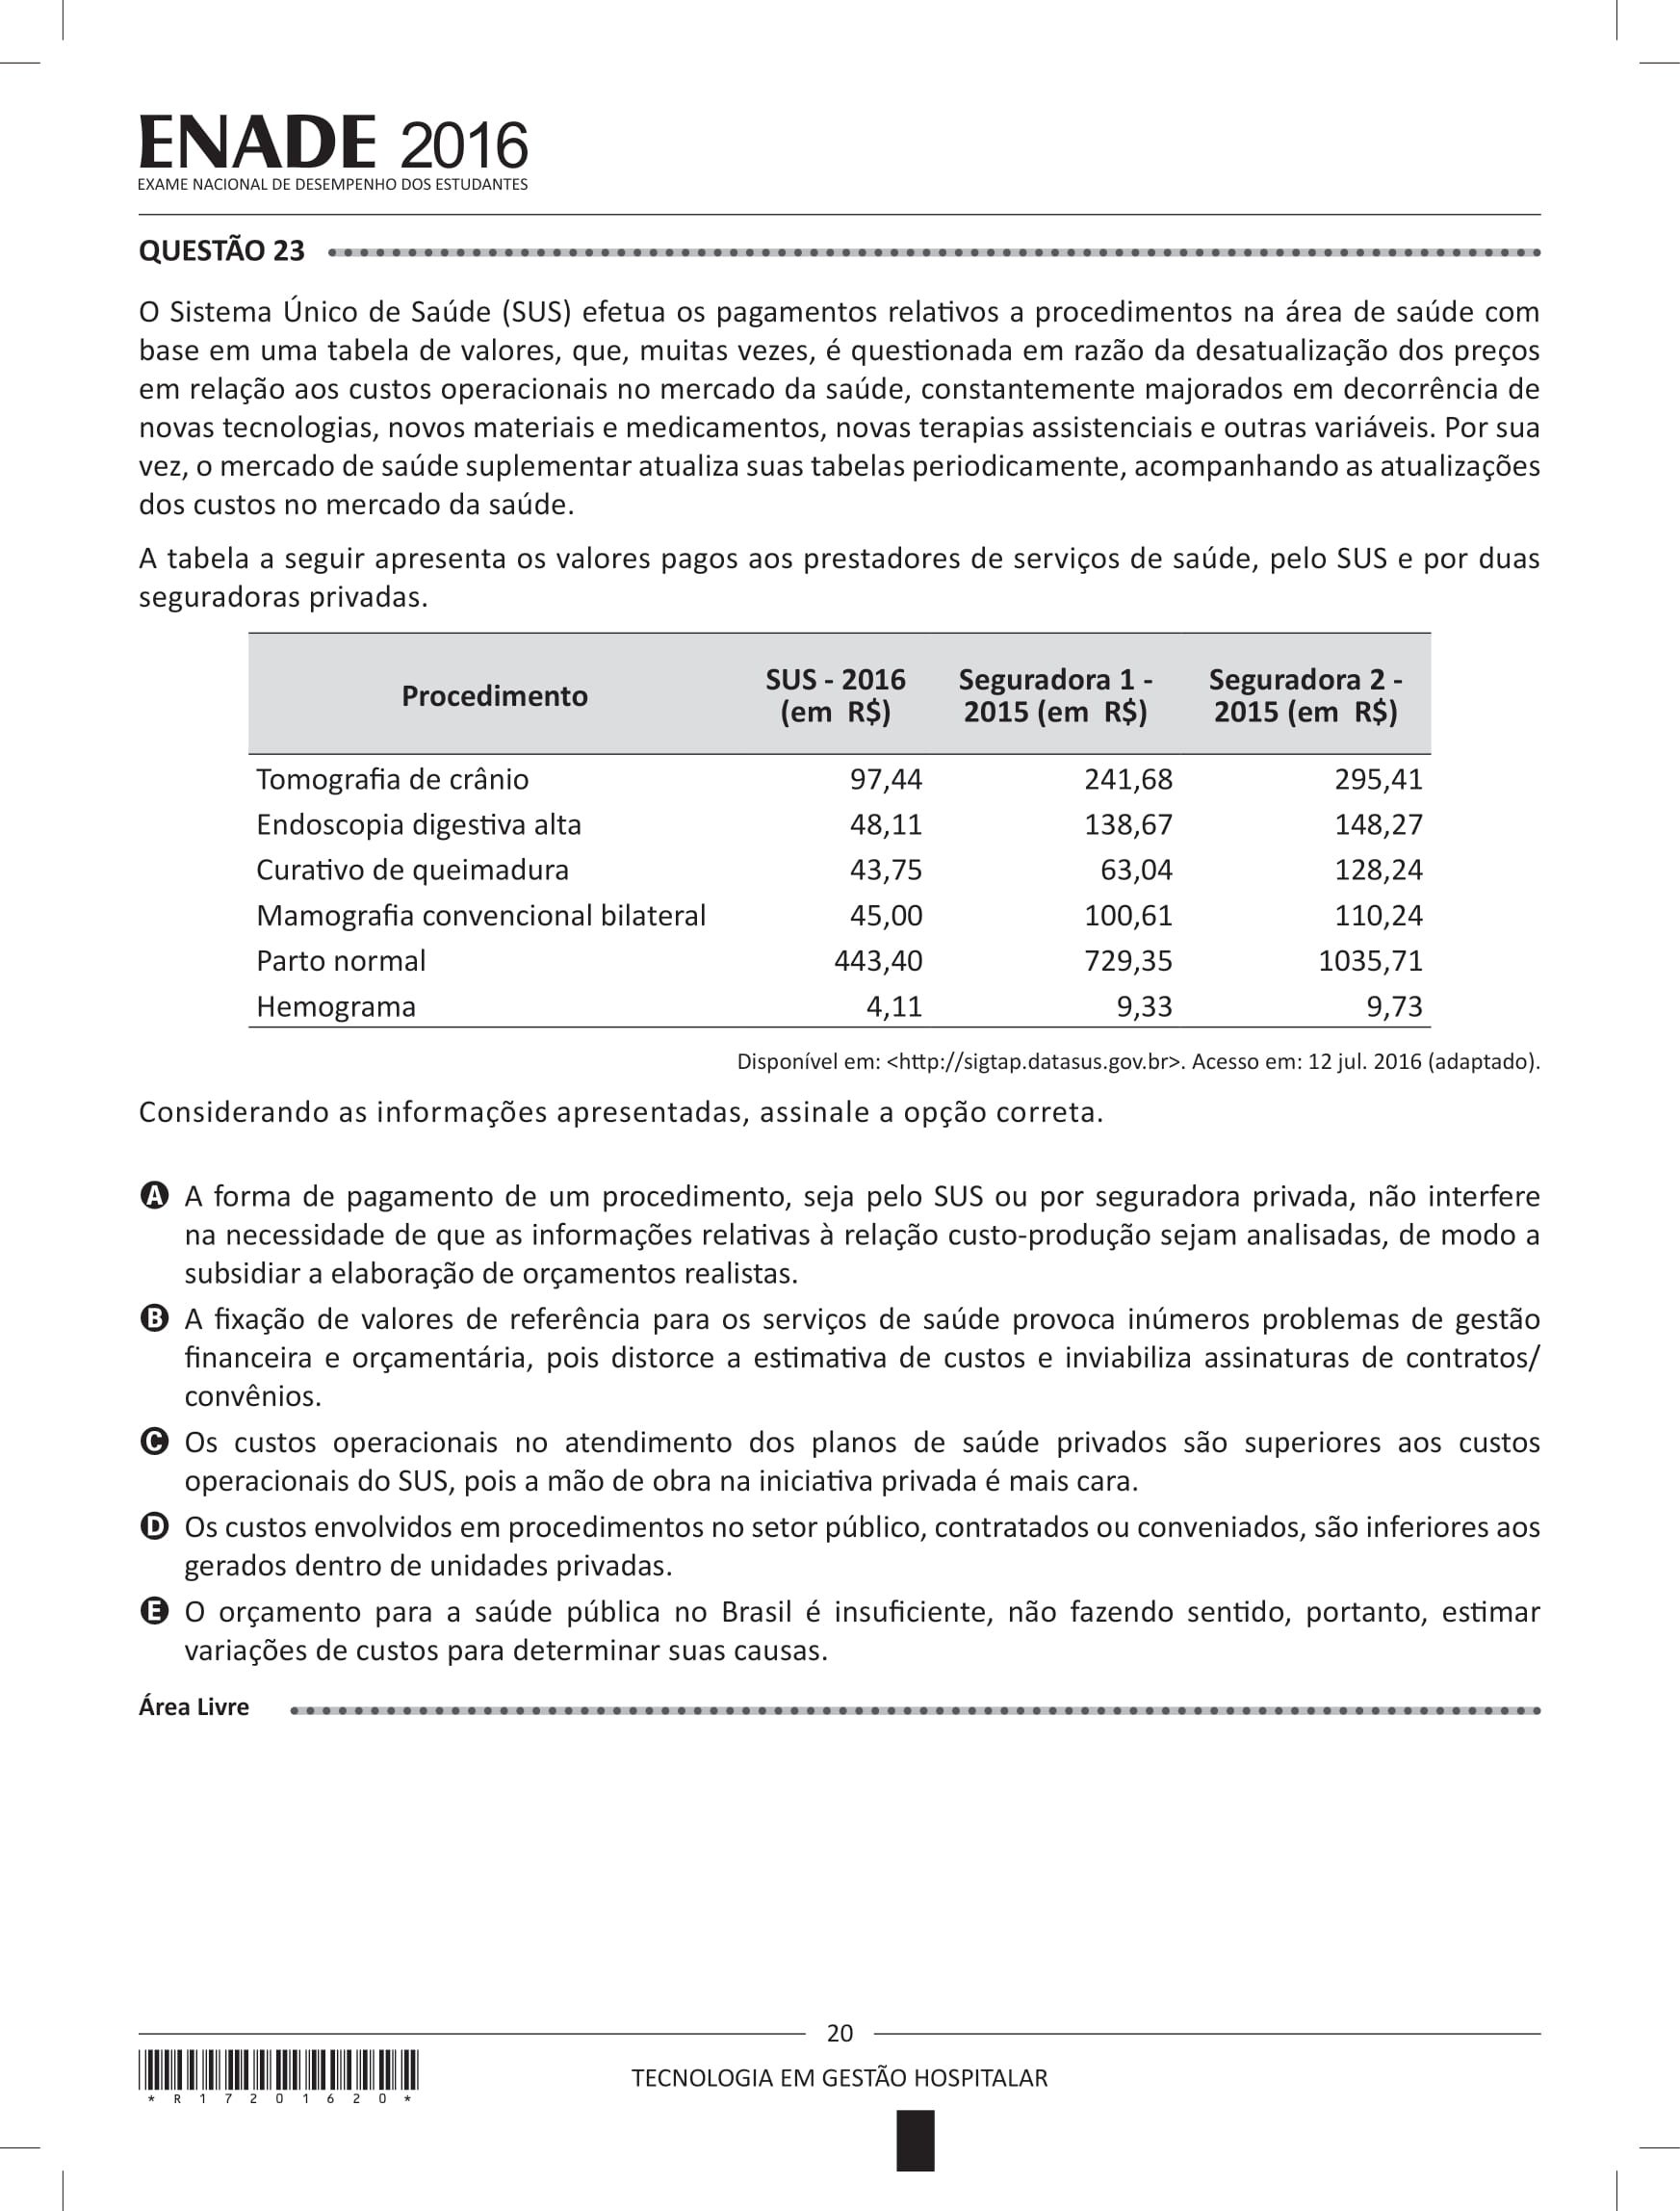 ENADE 2016
EXAME NACIONAL DE DESEMPENHO DOS ESTUDANTES
QUESTÃO 23
O Sistema Único de Saúde (SUS) efetua os pagamentos relativos a procedimentos na área de saúde com
base em uma tabela de valores, que, muitas vezes, é questionada em razão da desatualização dos preços
em relação aos custos operacionais no mercado da saúde, constantemente majorados em decorrência de
novas tecnologias, novos materiais e medicamentos, novas terapias assistenciais e outras variáveis. Por sua
vez, o mercado de saúde suplementar atualiza suas tabelas periodicamente, acompanhando as atualizações
dos custos no mercado da saúde.
A tabela a seguir apresenta os valores pagos aos prestadores de serviços de saúde, pelo SUS e por duas
seguradoras privadas.
Procedimento
SUS - 2016 (em R$)
Seguradora 1 - 2015 (em R$)
Seguradora 2 - 2015 (em R$)
Tomografia de crânio 97,44 241,68 295,41
Endoscopia digestiva alta 48,11 138,67 148,27
Curativo de queimadura 43,75 63,04 128,24
Mamografia convencional bilateral 45,00 100,61 110,24
Parto normal 443,40 729,35 1035,71
Hemograma 4,11 9,33 9,73
Disponível em: <http://sigtap.datasus.gov.br>. Acesso em: 12 jul. 2016 (adaptado).
Considerando as informações apresentadas, assinale a opção correta.
A A forma de pagamento de um procedimento, seja pelo SUS ou por seguradora privada, não interfere
na necessidade de que as informações relativas à relação custo-produção sejam analisadas, de modo a
subsidiar a elaboração de orçamentos realistas.
B A fixação de valores de referência para os serviços de saúde provoca inúmeros problemas de gestão
financeira e orçamentária, pois distorce a estimativa de custos e inviabiliza assinaturas de contratos/
convênios.
C Os custos operacionais no atendimento dos planos de saúde privados são superiores aos custos
operacionais do SUS, pois a mão de obra na iniciativa privada é mais cara.
D Os custos envolvidos em procedimentos no setor público, contratados ou conveniados, são inferiores aos
gerados dentro de unidades privadas.
E O orçamento para a saúde pública no Brasil é insuficiente, não fazendo sentido, portanto, estimar
variações de custos para determinar suas causas.
Área Livre
20
TECNOLOGIA EM GESTÃO HOSPITALAR
* R 1 7 2 0 1 6 2 0 *